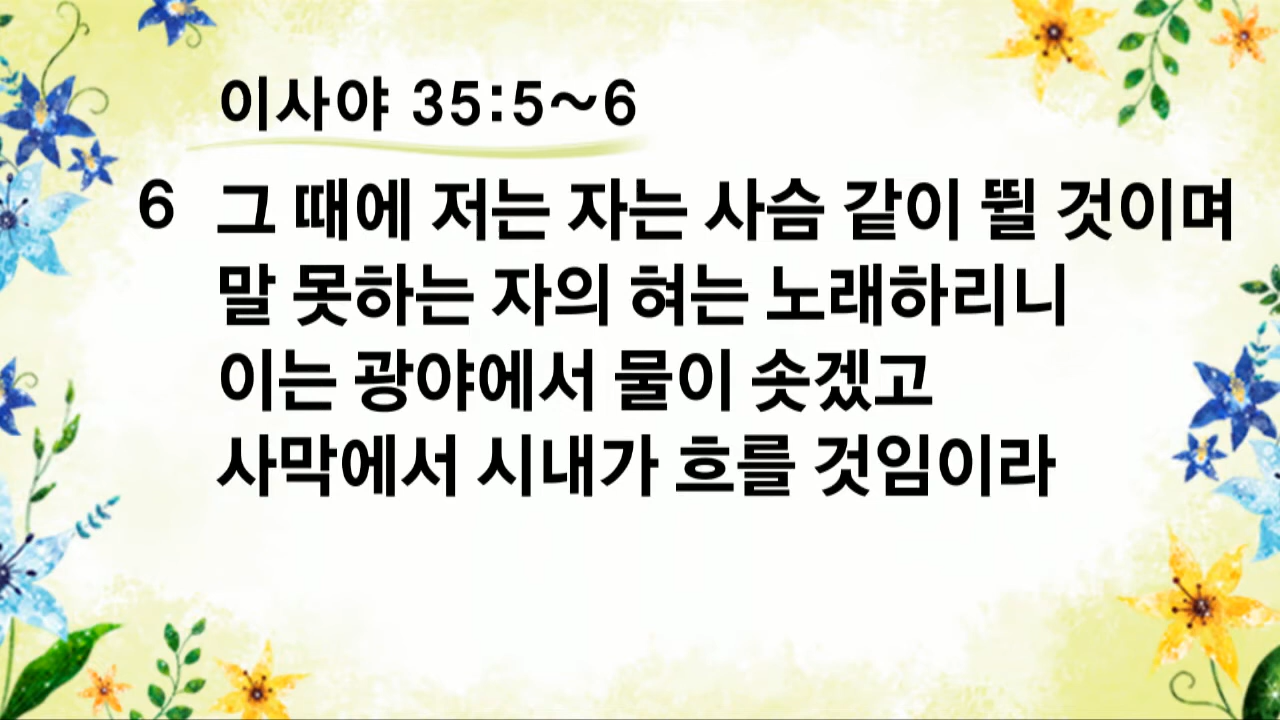 이사야 35:5~6
6 그 때에 저는 자는 사슴 같이 뛸 것이며
말 못하는 자의 혀는 노래하리니
이는 광야에서 물이 솟겠고
사막에서 시내가 흐를 것임이라